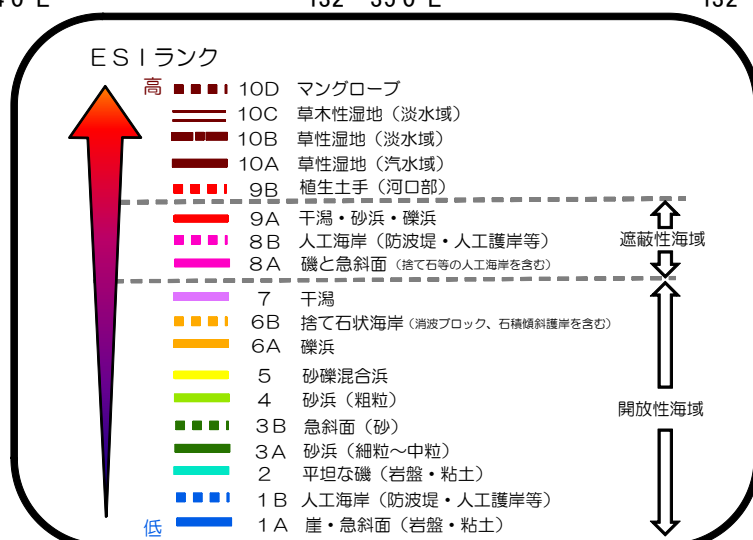 132° 35'0"E
132°
ESIランク
高 10D マングローブ
10C 草木性湿地（淡水域）
10B 草性湿地（淡水域）
10A 草性湿地（汽水域）
9B 植生土手（河口部）
9A 干潟・砂浜・礫浜
8B 人工海岸（防波堤・人工護岸等）
遮蔽性海域
8A 磯と急斜面（捨て石等の人工海岸を含む）
7 干潟
6B 捨て石状海岸（消波ブロック、石積傾斜護岸を含む）
6A 礫浜
5 砂礫混合浜
4 砂浜（粗粒）
開放性海域
3B 急斜面（砂）
3A 砂浜（細粒～中粒）
2 平坦な磯（岩盤・粘土）
1B 人工海岸（防波堤・人工護岸等）
低 1A 崖・急斜面（岩盤・粘土）